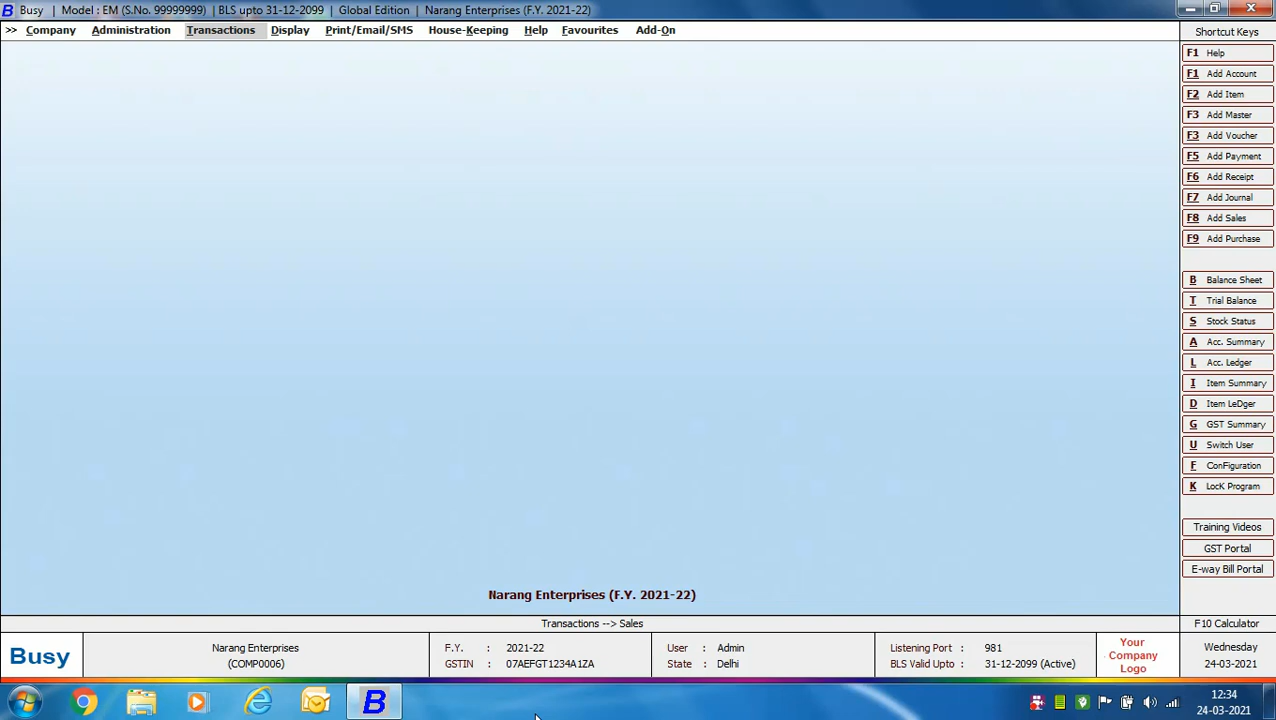 Busy | Model : EM (S.No. 99999999) | BLS upto 31-12-2099 | Global Edition | Narang Enterprises (F.Y. 2021-22)
>> Company Administration Transactions Display Print/Email/SMS House-Keeping Help Favourites Add-On
Shortcut Keys
F1 Help
F1 Add Account
F2 Add Item
F3 Add Master
F3 Add Voucher
F5 Add Payment
F6 Add Receipt
F7 Add Journal
F8 Add Sales
F9 Add Purchase
B Balance Sheet
T Trial Balance
S Stock Status
A Acc. Summary
L Acc. Ledger
I Item Summary
D Item LeDger
G GST Summary
U Switch User
F ConFiguration
K LocK Program
Training Videos
GST Portal
E-way Bill Portal
Narang Enterprises (F.Y. 2021-22)
Transactions --> Sales
F10 Calculator
Busy
Narang Enterprises
(COMP0006)
F.Y. : 2021-22
GSTIN : 07AEFGT1234A1ZA
User : Admin
State : Delhi
Listening Port : 981
BLS Valid Upto : 31-12-2099 (Active)
Your
Company
Logo
Wednesday
24-03-2021
12:34
24-03-2021